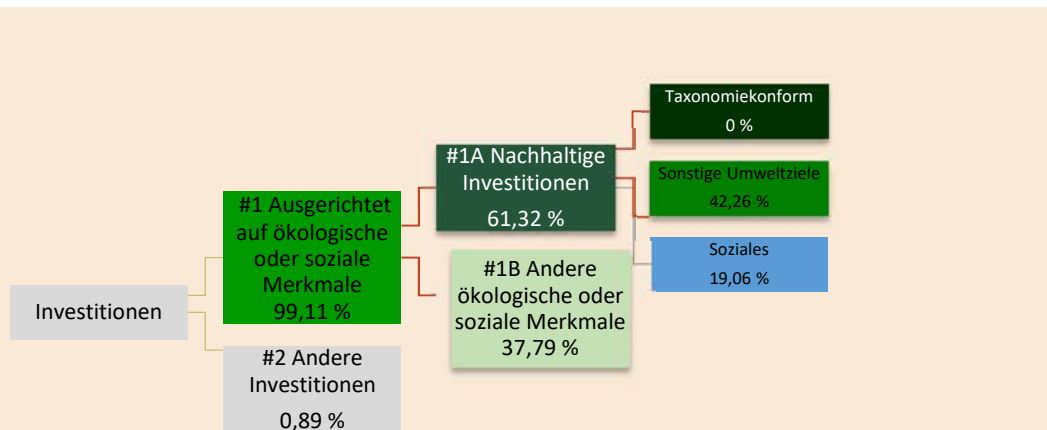 Investitionen
#1 Ausgerichtet
auf ökologische
oder soziale
Merkmale
99,11 %
#2 Andere
Investitionen
0,89 %
#1A Nachhaltige
Investitionen
61,32 %
#1B Andere
ökologische oder
soziale Merkmale
37,79 %
Taxonomiekonform
0 %
Sonstige Umweltziele
42,26 %
Soziales
19,06 %